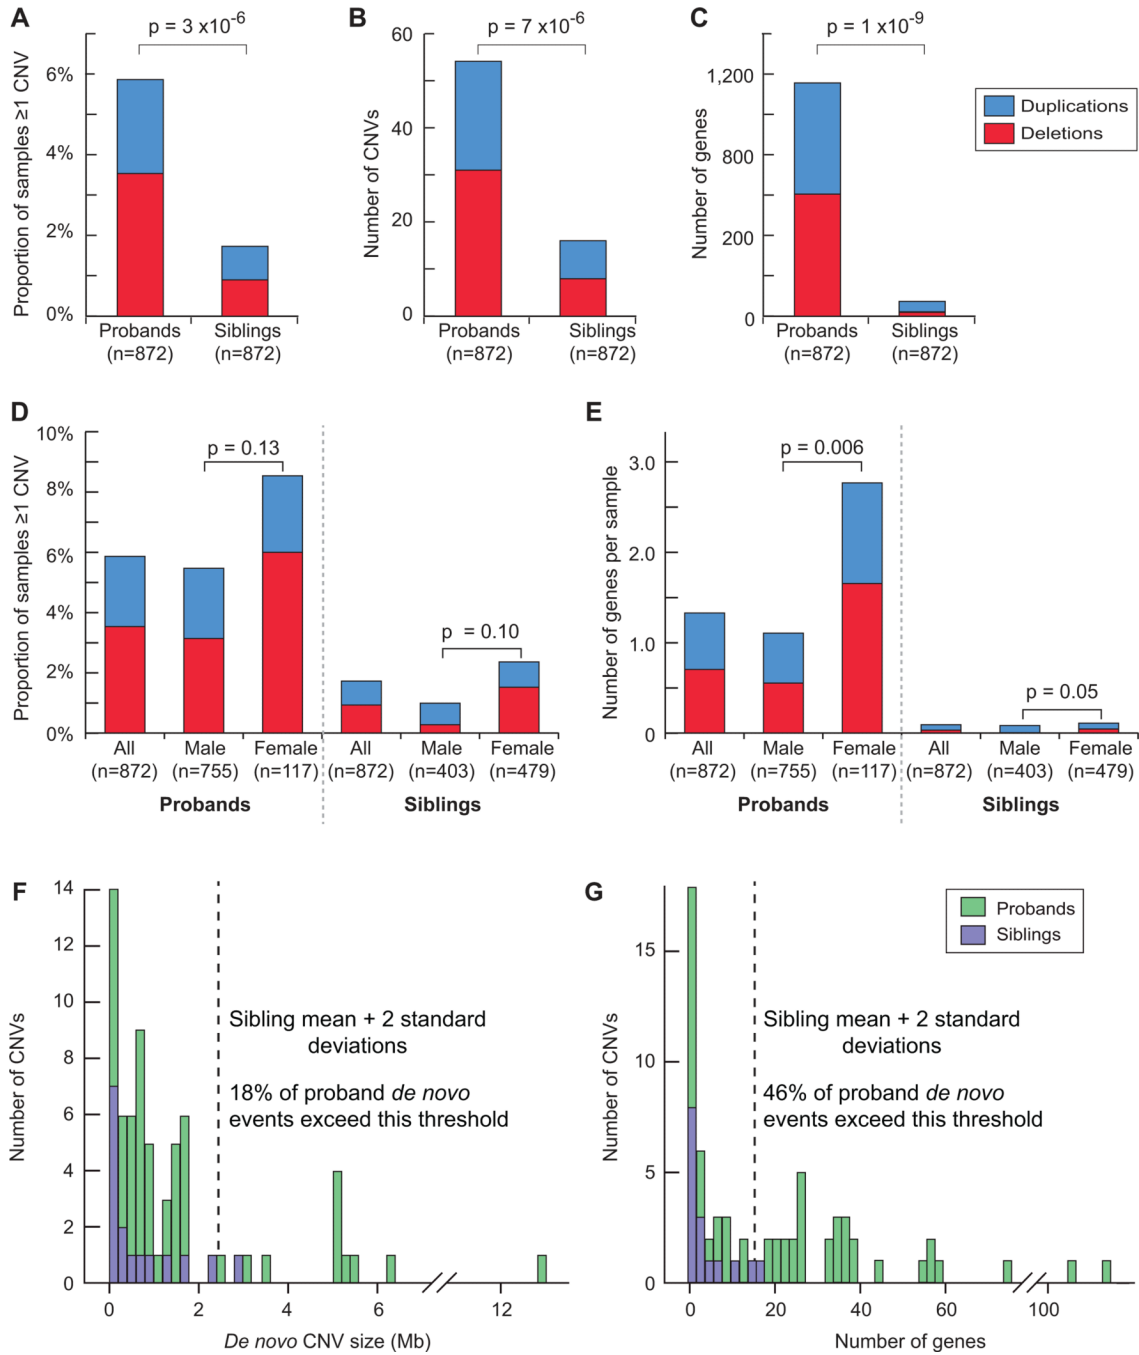 A
p = 3 x10-6
Proportion of samples ≥1 CNV
6%
4%
2%
0%
Probands
(n=872)
Siblings
(n=872)
B
p = 7 x10-6
Number of CNVs
60
60
20
0
Probands
(n=872)
Siblings
(n=872)
C
p = 1 x10-9
Number of genes
1,200
800
200
0
Probands
(n=872)
Siblings
(n=872)
Duplications
Deletions
D
Proportion of samples ≥1 CNV
10%
8%
6%
4%
2%
0%
p = 0.13
p = 0.10
All
(n=872)
Male
(n=755)
Female
(n=117)
All
(n=872)
Male
(n=403)
Female
(n=479)
Probands
Siblings
E
Number of genes per sample
3.0
2.0
1.0
0
p = 0.006
p = 0.05
All
(n=872)
Male
(n=755)
Female
(n=117)
All
(n=872)
Male
(n=403)
Female
(n=479)
Probands
Siblings
F
Number of CNVs
14
12
10
8
6
4
2
0
Sibling mean + 2 standard
deviations
18% of proband de novo
events exceed this threshold
0
2
4
6
12
De novo CNV size (Mb)
G
Number of CNVs
15
10
5
0
Probands
Siblings
Sibling mean + 2 standard
deviations
46% of proband de novo
events exceed this threshold
0
20
40
60
100
Number of genes